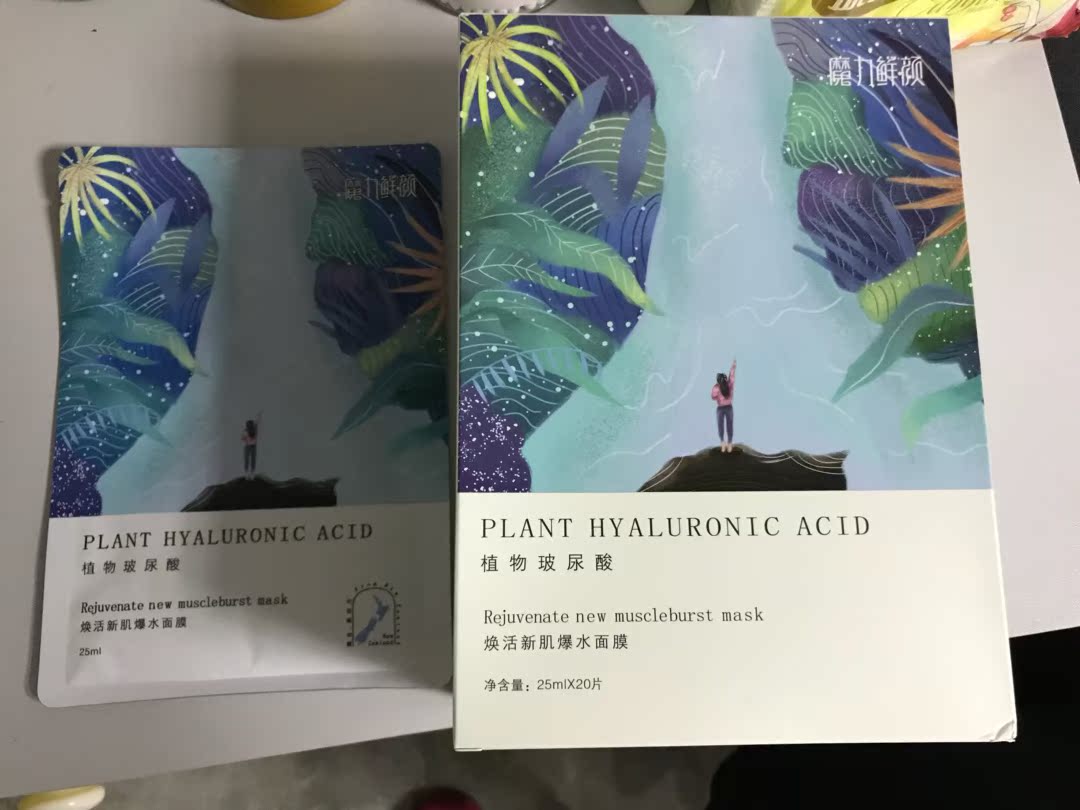 魔力鲜颜
PLANT HYALURONIC ACID
植物玻尿酸
Rejuvenate new muscleburst mask
焕活新肌爆水面膜
25ml
New
Zealand
魔力鲜颜
PLANT HYALURONIC ACID
植物玻尿酸
Rejuvenate new muscleburst mask
焕活新肌爆水面膜
净含量：25mlX20片